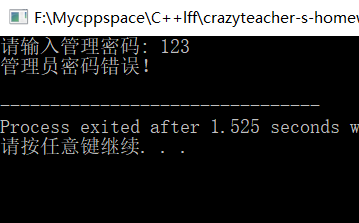 F:\Mycppspace\C++lff\crazyteacher-s-home
请输入管理密码: 123
管理员密码错误!
--------------------------------
Process exited after 1.525 seconds
请按任意键继续. . .